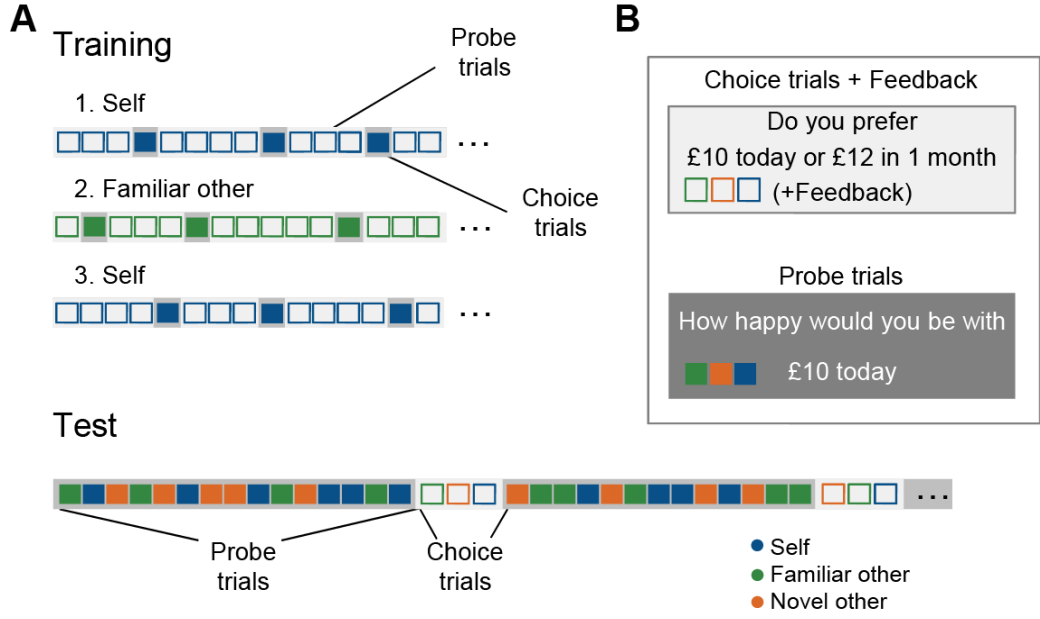 A
Training
Probe
trials
1. Self
...
Choice
trials
2. Familiar other
...
3. Self
...
Test
...
Probe
trials
Choice
trials
Self
Familiar other
Novel other
B
Choice trials + Feedback
Do you prefer
£10 today or £12 in 1 month
(+Feedback)
Probe trials
How happy would you be with
£10 today